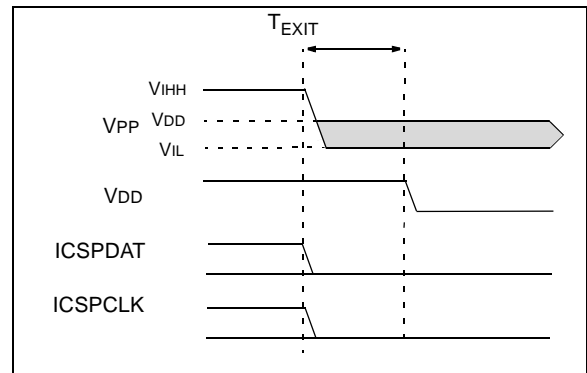 TEXIT
VIHH
VPP
VDD
VIL
VDD
ICSPDAT
ICSPCLK